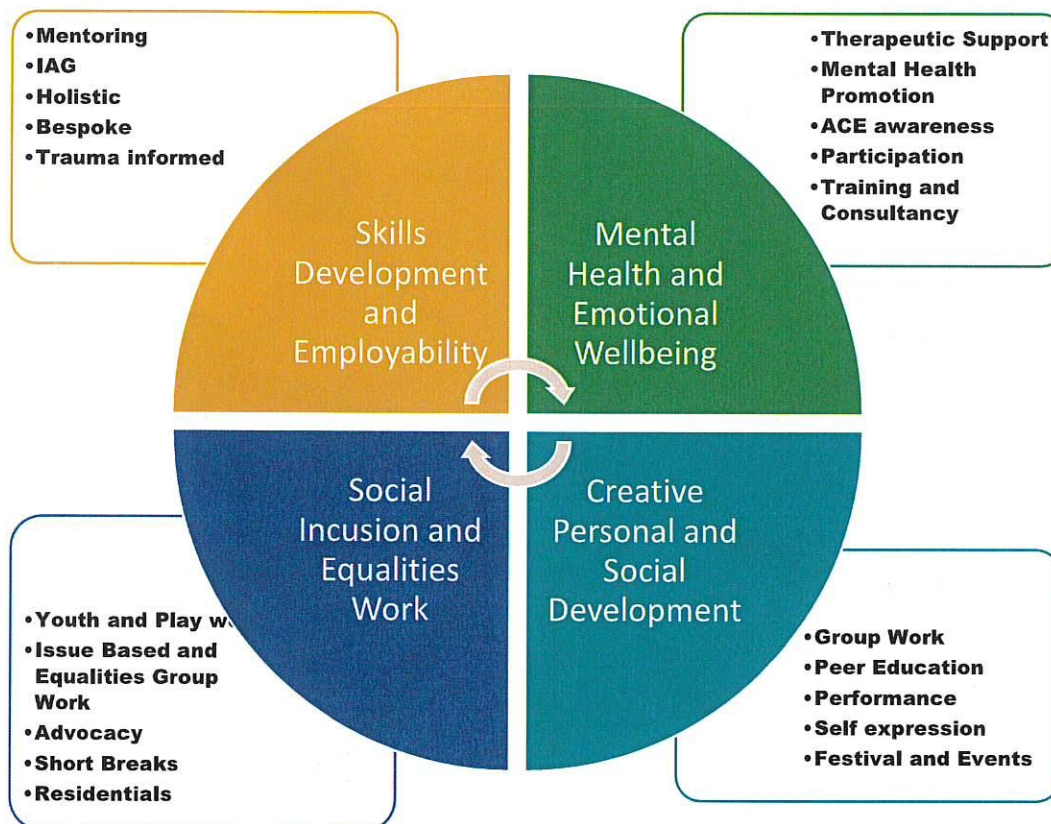 •Mentoring
•IAG
•Holistic
•Bespoke
•Trauma informed
•Therapeutic Support
•Mental Health
Promotion
•ACE awareness
•Participation
•Training and
Consultancy
Skills
Development
and
Employability
Mental
Health and
Emotional
Wellbeing
Social
Incusion and
Equalities
Work
Creative
Personal and
Social
Development
•Youth and Play
•Issue Based and
Equalities Group
Work
•Advocacy
•Short Breaks
•Residentials
•Group Work
•Peer Education
•Performance
•Self expression
•Festival and Events